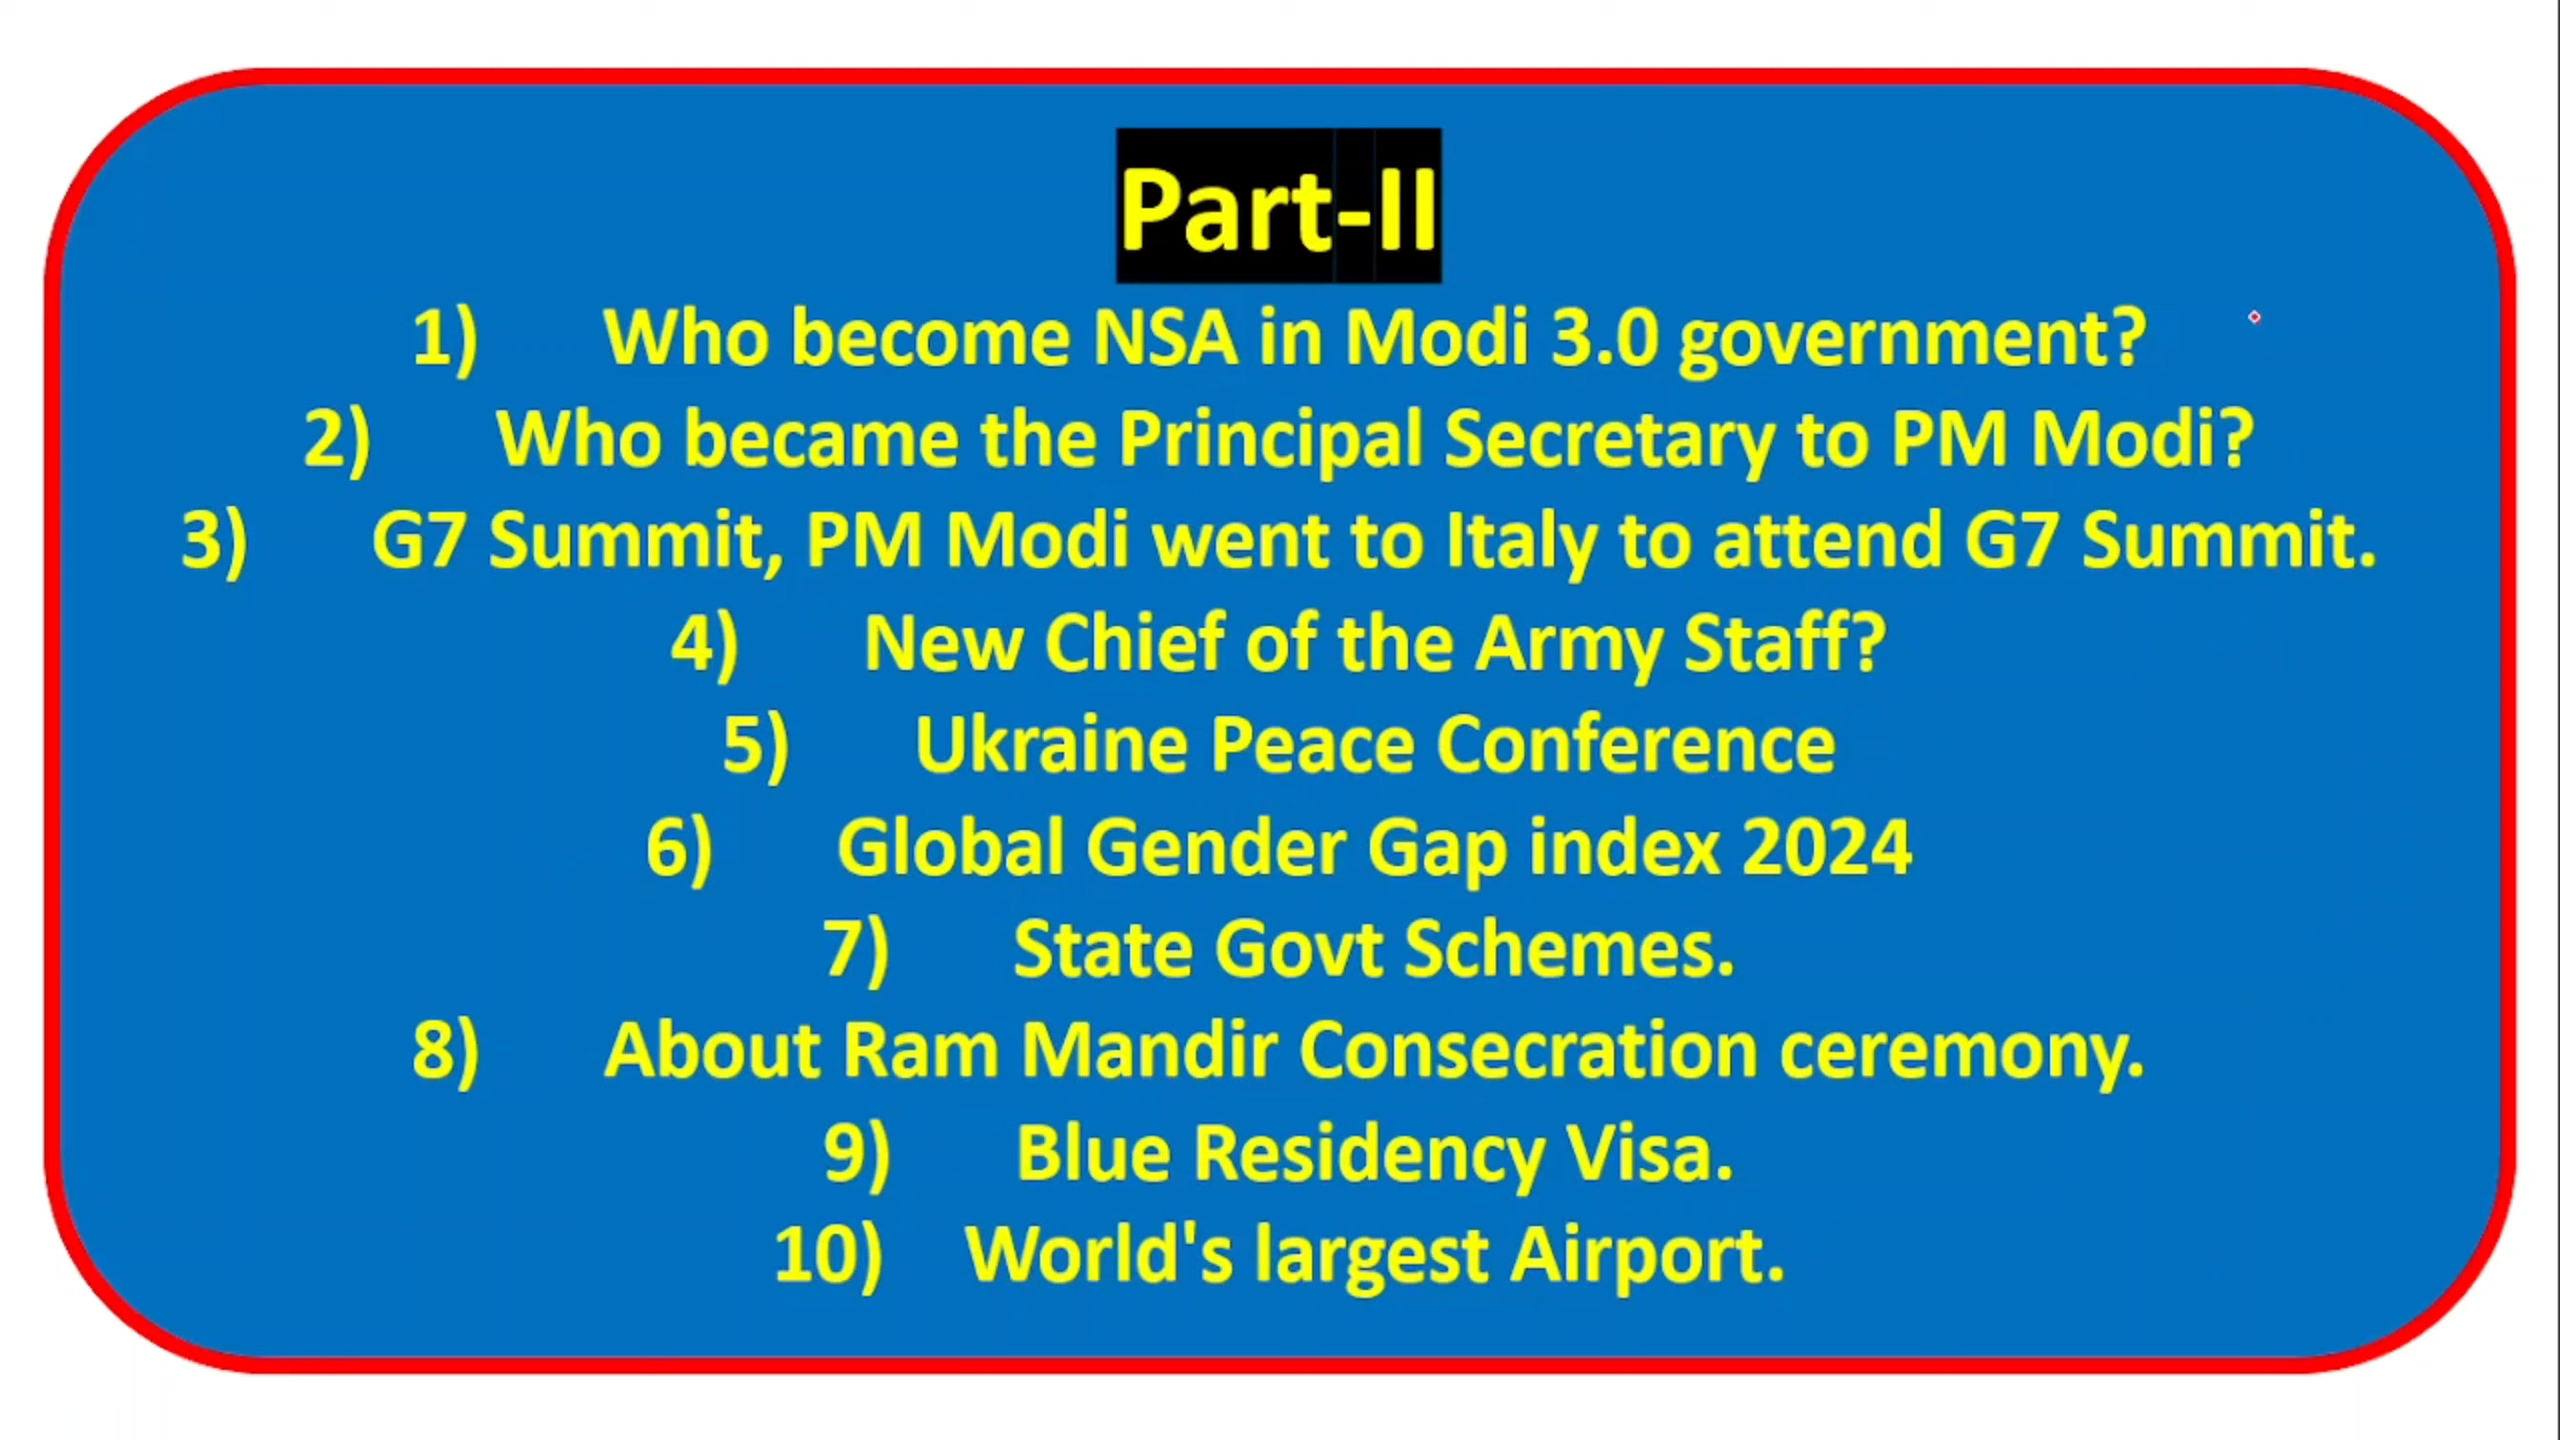 Part-II
1) Who become NSA in Modi 3.0 government?
2) Who became the Principal Secretary to PM Modi?
3) G7 Summit, PM Modi went to Italy to attend G7 Summit.
4) New Chief of the Army Staff?
5) Ukraine Peace Conference
6) Global Gender Gap index 2024
7) State Govt Schemes.
8) About Ram Mandir Consecration ceremony.
9) Blue Residency Visa.
10) World's largest Airport.